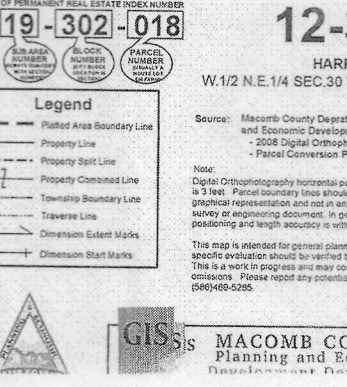 OF PERMANENT REAL ESTATE INDEX NUMBER
19 - 302 - 018
SUB AREA
NUMBER
BLOCK
NUMBER
PARCEL
NUMBER
Legend
Platted Area Boundary Line
Property Line
Property Split Line
Property Combined Line
Township Boundary Line
Traverse Line
Dimension Extent Marks
Dimension Start Marks
12-
HARR
W.1/2 N.E.1/4 SEC.30
Source: Macomb County Deprat
and Economic Develop
- 2008 Digital Orthoph
- Parcel Conversion P
Note:
Digital Orthophotography horizontal po
is 3 feet Parcel boundary lines shoul
graphical representation and not in an
survey or engineering document. In ge
positioning and length accuracy is with
This map is intended for general plann
specific evaluation should be verified b
This is a work in progress and may co
omissions Please report any potentia
(586)469-5285.
PLANNING
ECONOMIC
GIS
MACOMB CO
Planning and E
Development De